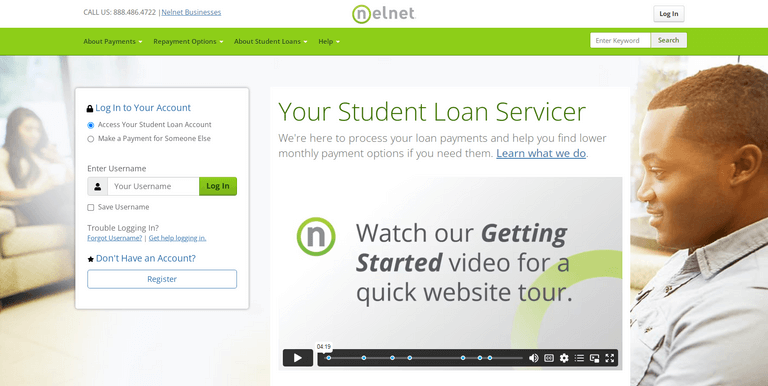 CALL US: 888.486.4722 | Nelnet Businesses
nelnet
Log In
About Payments
Repayment Options
About Student Loans
Help
Enter Keyword
Search
Log In to Your Account
Access Your Student Loan Account
Make a Payment for Someone Else
Enter Username
Your Username
Log In
Save Username
Trouble Logging In?
Forgot Username? | Get help logging in.
Don't Have an Account?
Register
Your Student Loan Servicer
We're here to process your loan payments and help you find lower
monthly payment options if you need them. Learn what we do.
n
Watch our Getting
Started video for a
quick website tour.
04:19
CC